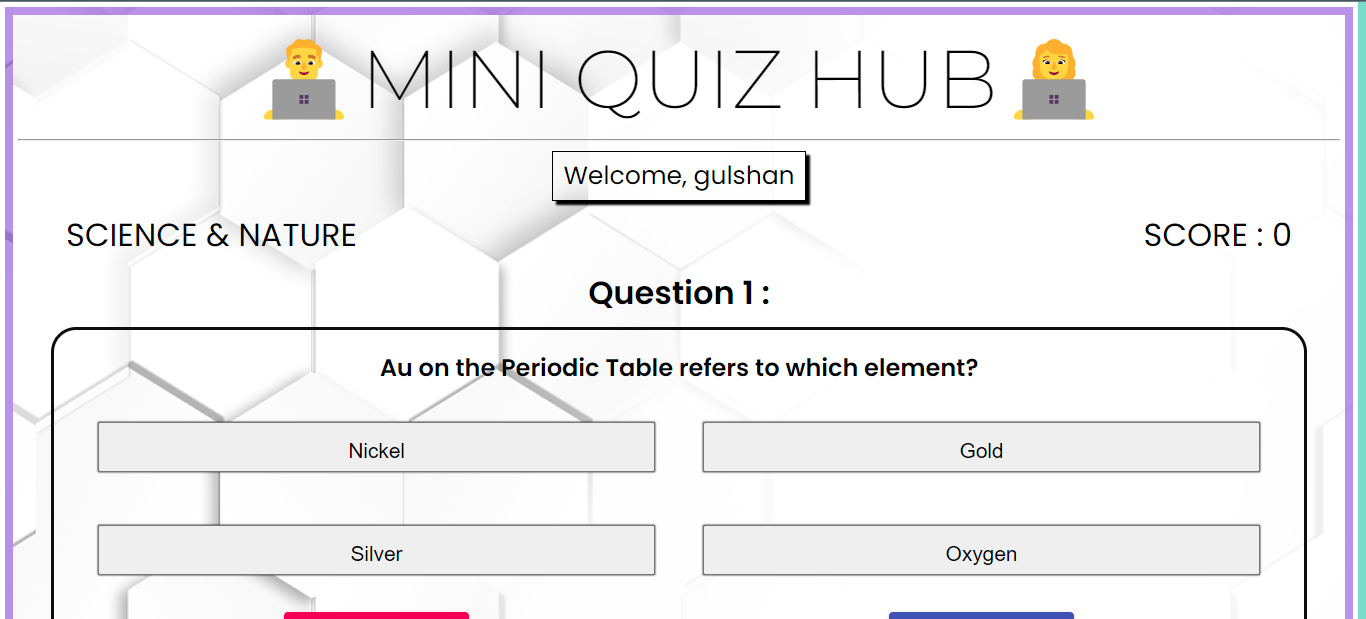 MINI QUIZ HUB
Welcome, gulshan
SCIENCE & NATURE
SCORE : 0
Question 1 :
Au on the Periodic Table refers to which element?
Nickel
Gold
Silver
Oxygen